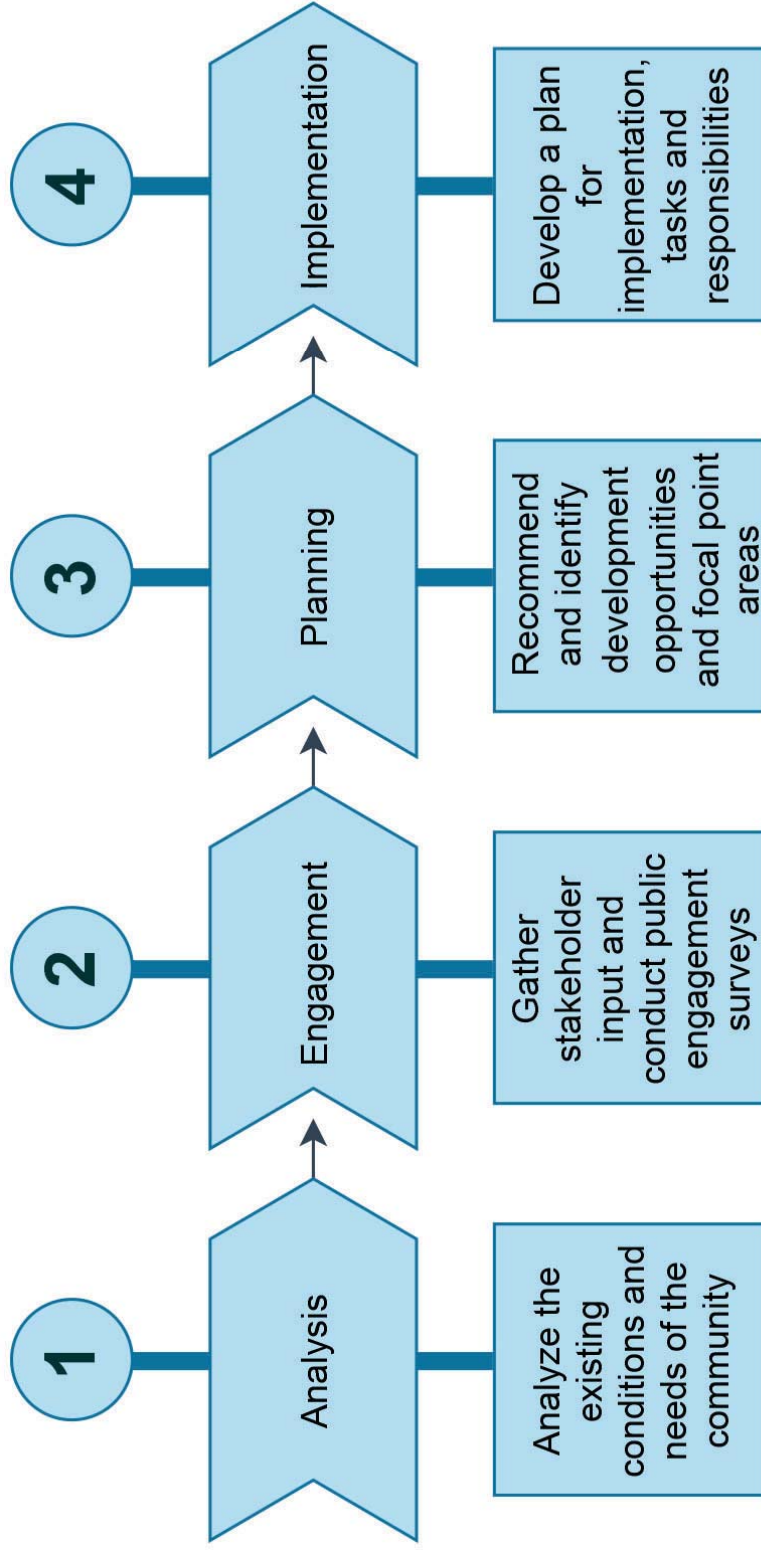 1
Analysis
Analyze the
existing
conditions and
needs of the
community
2
Engagement
Gather
stakeholder
input and
conduct public
engagement
surveys
3
Planning
Recommend
and identify
development
opportunities
and focal point
areas
4
Implementation
Develop a plan
for
implementation,
tasks and
responsibilities